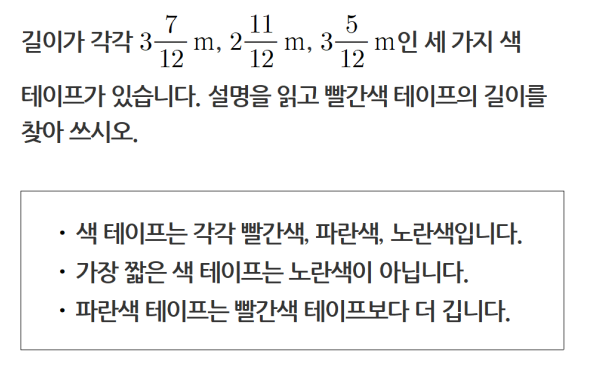 길이가 각각 3 7/12 m, 2 11/12 m, 3 5/12 m인 세 가지 색
테이프가 있습니다. 설명을 읽고 빨간색 테이프의 길이를
찾아 쓰시오.
· 색 테이프는 각각 빨간색, 파란색, 노란색입니다.
· 가장 짧은 색 테이프는 노란색이 아닙니다.
· 파란색 테이프는 빨간색 테이프보다 더 깁니다.